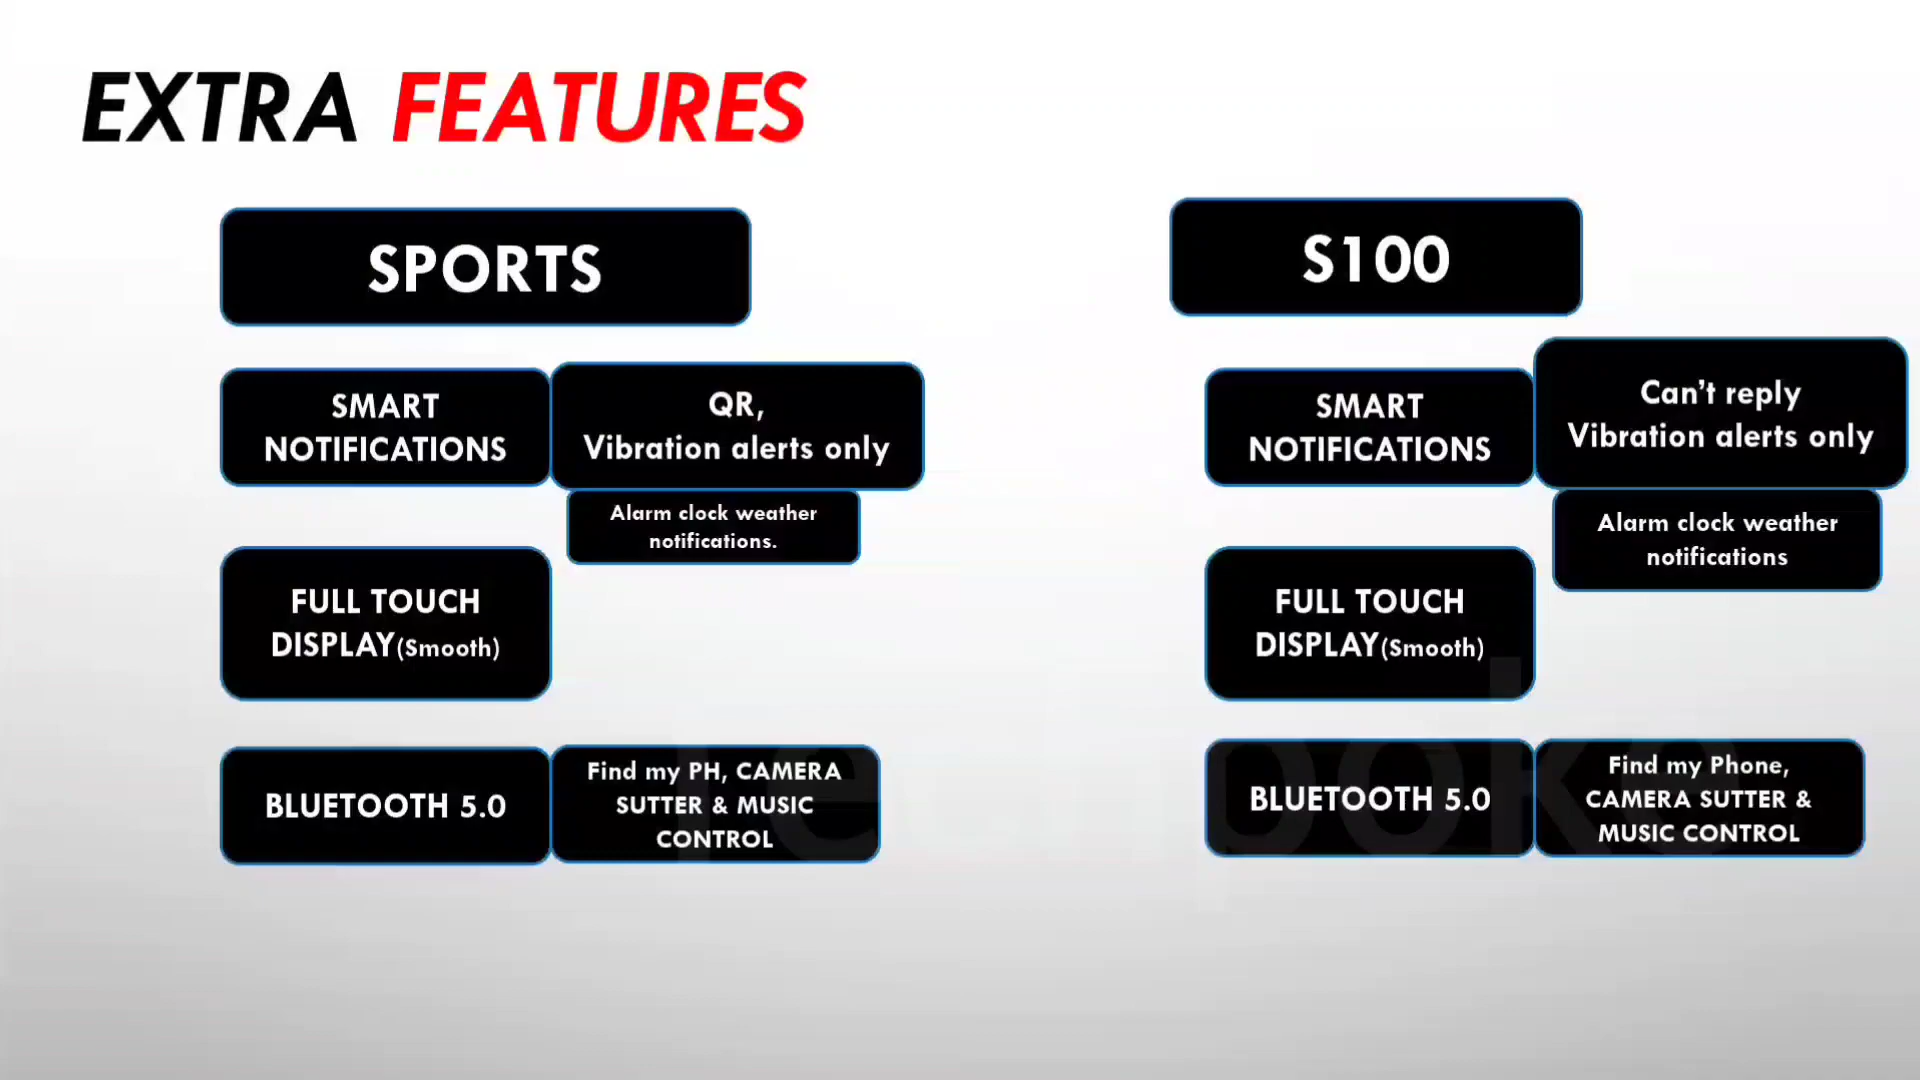 EXTRA FEATURES
SPORTS
SMART
NOTIFICATIONS
QR,
Vibration alerts only
Alarm clock weather
notifications.
FULL TOUCH
DISPLAY(Smooth)
BLUETOOTH 5.0
Find my PH, CAMERA
SUTTER & MUSIC
CONTROL
S100
SMART
NOTIFICATIONS
Can't reply
Vibration alerts only
Alarm clock weather
notifications
FULL TOUCH
DISPLAY(Smooth)
BLUETOOTH 5.0
Find my Phone,
CAMERA SUTTER &
MUSIC CONTROL